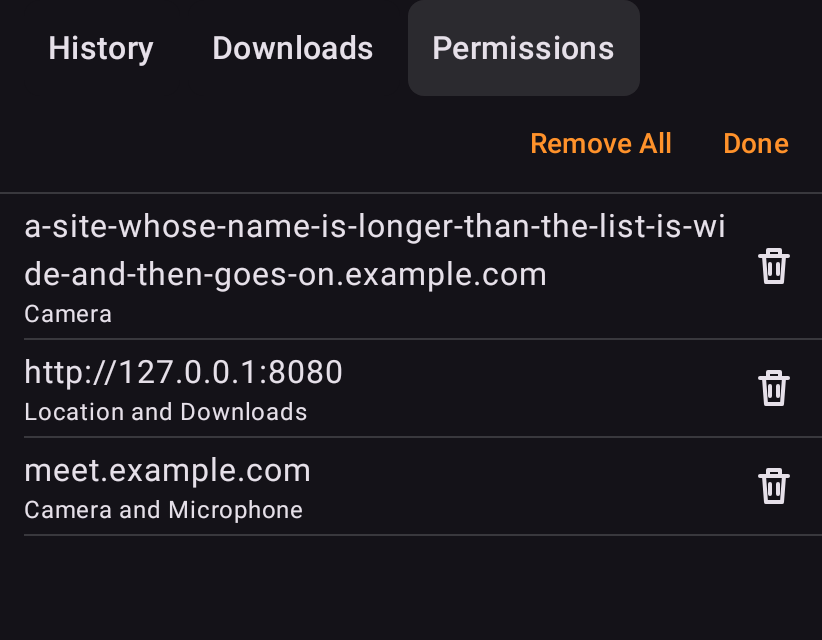 History Downloads Permissions
Remove All Done
a-site-whose-name-is-longer-than-the-list-is-wi
de-and-then-goes-on.example.com
Camera
http://127.0.0.1:8080
Location and Downloads
meet.example.com
Camera and Microphone